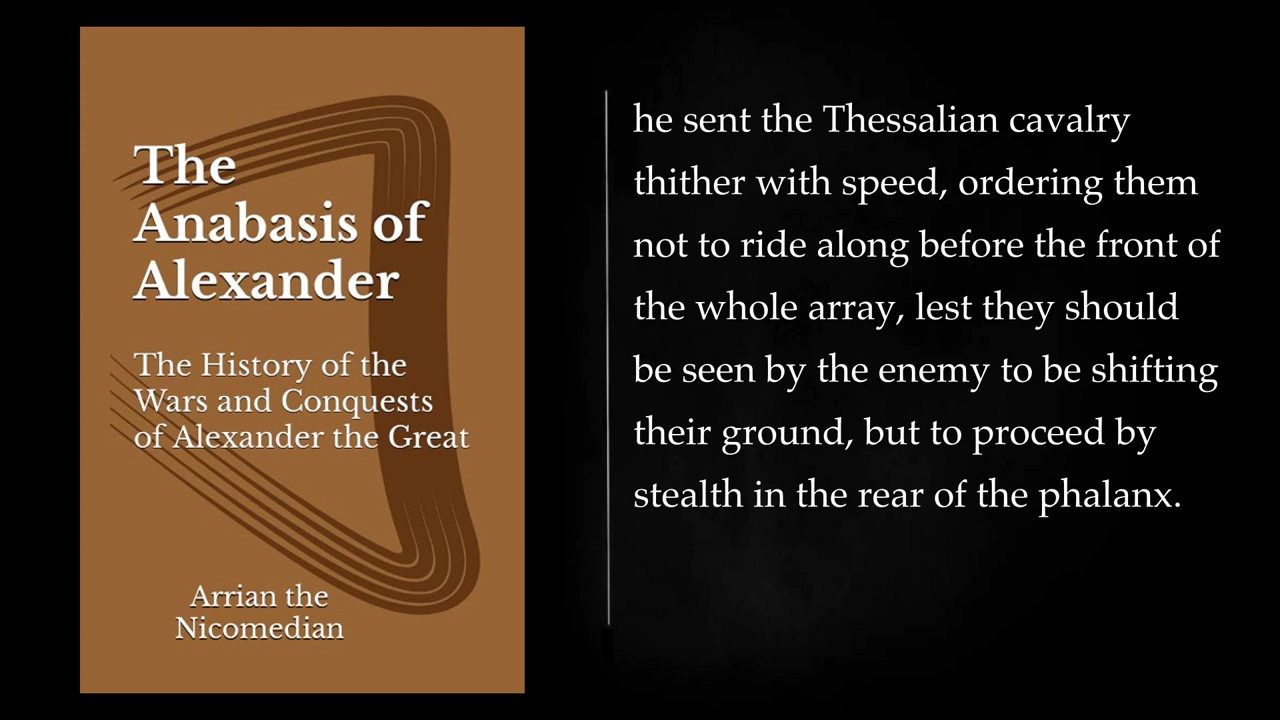 The
Anabasis of
Alexander
The History of the
Wars and Conquests
of Alexander the Great
Arrian the
Nicomedian
he sent the Thessalian cavalry
thither with speed, ordering them
not to ride along before the front of
the whole array, lest they should
be seen by the enemy to be shifting
their ground, but to proceed by
stealth in the rear of the phalanx.